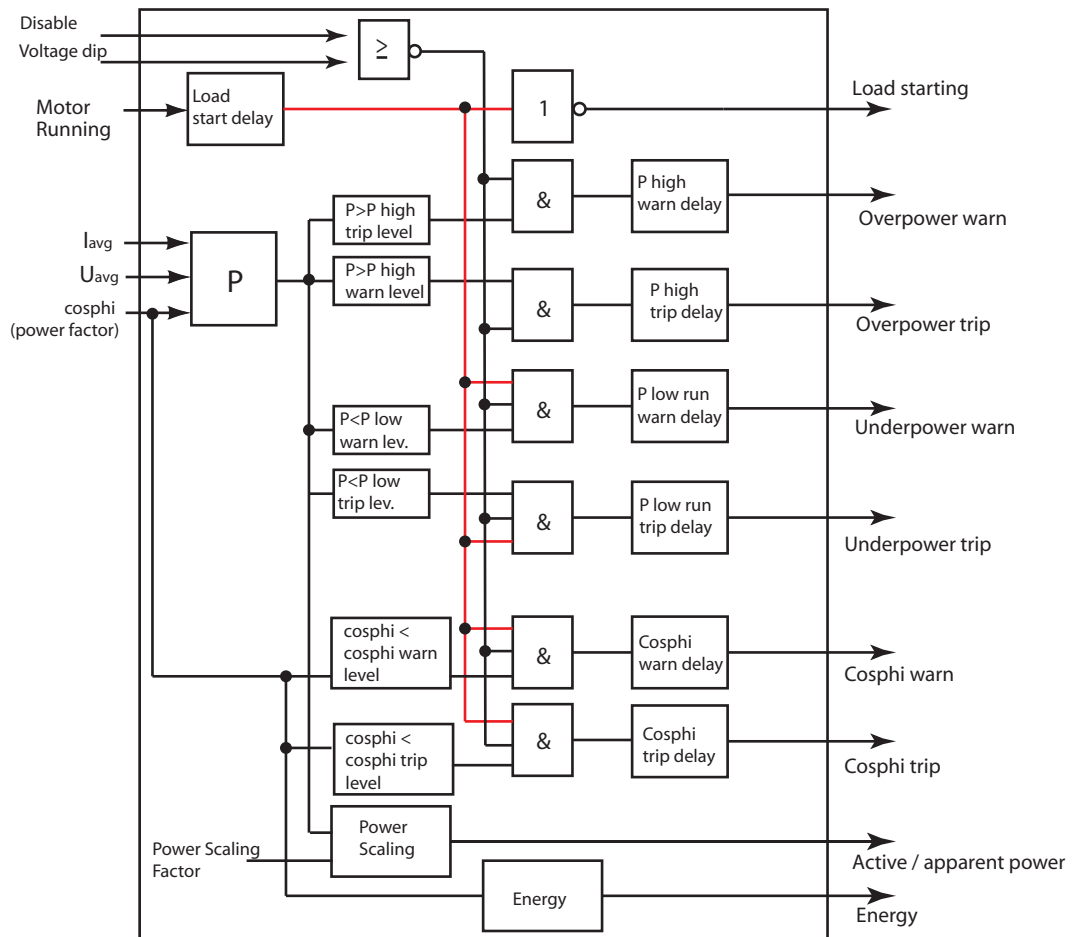 Disable
Voltage dip
≥
Motor
Running
Load
start delay
1
Load starting
P>P high
trip level
&
P high
warn delay
Overpower warn
Iavg
Uavg
cosphi
(power factor)
P
P>P high
warn level
&
P high
trip delay
Overpower trip
P<P low
warn lev.
&
P low run
warn delay
Underpower warn
P<P low
trip lev.
&
P low run
trip delay
Underpower trip
cosphi <
cosphi warn
level
&
Cosphi
warn delay
Cosphi warn
cosphi <
cosphi trip
level
&
Cosphi
trip delay
Cosphi trip
Power Scaling
Factor
Power
Scaling
Active / apparent power
Energy
Energy